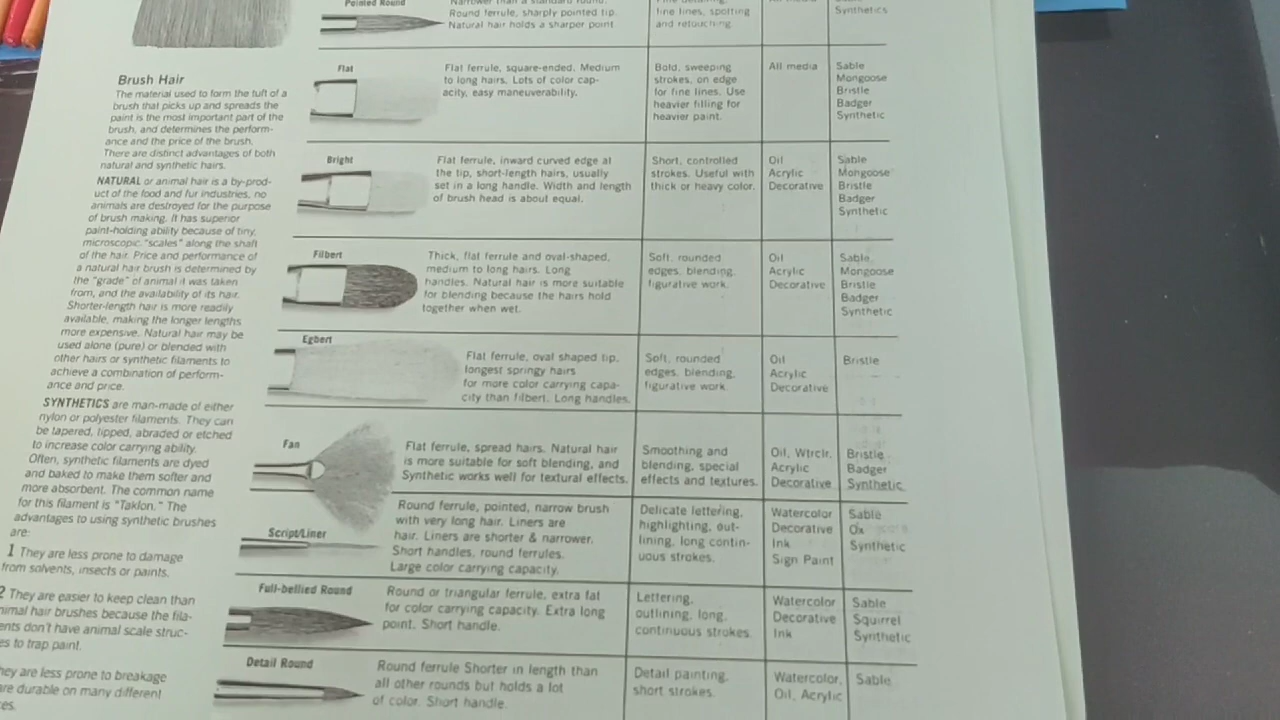 Brush Hair
The material used to form the tuft of a
brush that picks up and spreads the
paint is the most important part of the
brush, and determines the perform-
ance and the price of the brush.
There are distinct advantages of both
natural and synthetic hairs.
NATURAL or animal hair is a by-prod-
uct of the food and fur industries, no
animals are destroyed for the purpose
of brush making. It has superior
paint-holding ability because of tiny,
microscopic "scales" along the shaft
of the hair. Price and performance of
a natural hair brush is determined by
the "grade" of animal it was taken
from, and the availability of its hair.
Shorter-length hair is more readily
available, making the longer lengths
more expensive. Natural hair may be
used alone (pure) or blended with
other hairs or synthetic filaments to
achieve a combination of perform-
ance and price.
SYNTHETICS are man-made of either
nylon or polyester filaments. They can
be tapered, tipped, abraded or etched
to increase color carrying ability.
Often, synthetic filaments are dyed
and baked to make them softer and
more absorbent. The common name
for this filament is "Taklon." The
advantages to using synthetic brushes
are:
1 They are less prone to damage
from solvents, insects or paints.
2 They are easier to keep clean than
nimal hair brushes because the fila-
ents don't have animal scale struc-
es to trap paint.
hey are less prone to breakage
are durable on many different
ces.
Pointed Round
Round ferrule, sharply pointed tip.
Natural hair holds a sharper point.
fine lines, spotting
and retouching.
Synthetics
Flat
Flat ferrule, square-ended. Medium
to long hairs. Lots of color cap-
acity, easy maneuverability.
Bold, sweeping
strokes, on edge
for fine lines. Use
heavier filling for
heavier paint.
All media
Sable
Mongoose
Bristle
Badger
Synthetic
Bright
Flat ferrule, inward curved edge at
the tip, short-length hairs, usually
set in a long handle. Width and length
of brush head is about equal.
Short, controlled
strokes. Useful with
thick or heavy color.
Oil
Acrylic
Decorative
Sable
Mongoose
Bristle
Badger
Synthetic
Filbert
Thick, flat ferrule and oval-shaped,
medium to long hairs. Long
handles. Natural hair is more suitable
for blending because the hairs hold
together when wet.
Soft, rounded
edges, blending,
figurative work.
Oil
Acrylic
Decorative
Sable
Mongoose
Bristle
Badger
Synthetic
Egbert
Flat ferrule, oval shaped tip,
longest springy hairs
for more color carrying capa-
city than filbert. Long handles.
Soft, rounded
edges, blending,
figurative work.
Oil
Acrylic
Decorative
Bristle
Fan
Flat ferrule, spread hairs. Natural hair
is more suitable for soft blending, and
Synthetic works well for textural effects.
Smoothing and
blending, special
effects and textures.
Oil, Wtrclr,
Acrylic
Decorative
Bristle
Badger
Synthetic
Script/Liner
Round ferrule, pointed, narrow brush
with very long hair. Liners are
hair. Liners are shorter & narrower.
Short handles, round ferrules.
Large color carrying capacity.
Delicate lettering,
highlighting, out-
lining, long contin-
uous strokes.
Watercolor
Decorative
Ink
Sign Paint
Sable
Ox
Synthetic
Full-bellied Round
Round or triangular ferrule, extra fat
for color carrying capacity. Extra long
point. Short handle.
Lettering,
outlining, long,
continuous strokes.
Watercolor
Decorative
Ink
Sable
Squirrel
Synthetic
Detail Round
Round ferrule Shorter in length than
all other rounds but holds a lot
of color. Short handle.
Detail painting,
short strokes.
Watercolor,
Oil, Acrylic
Sable